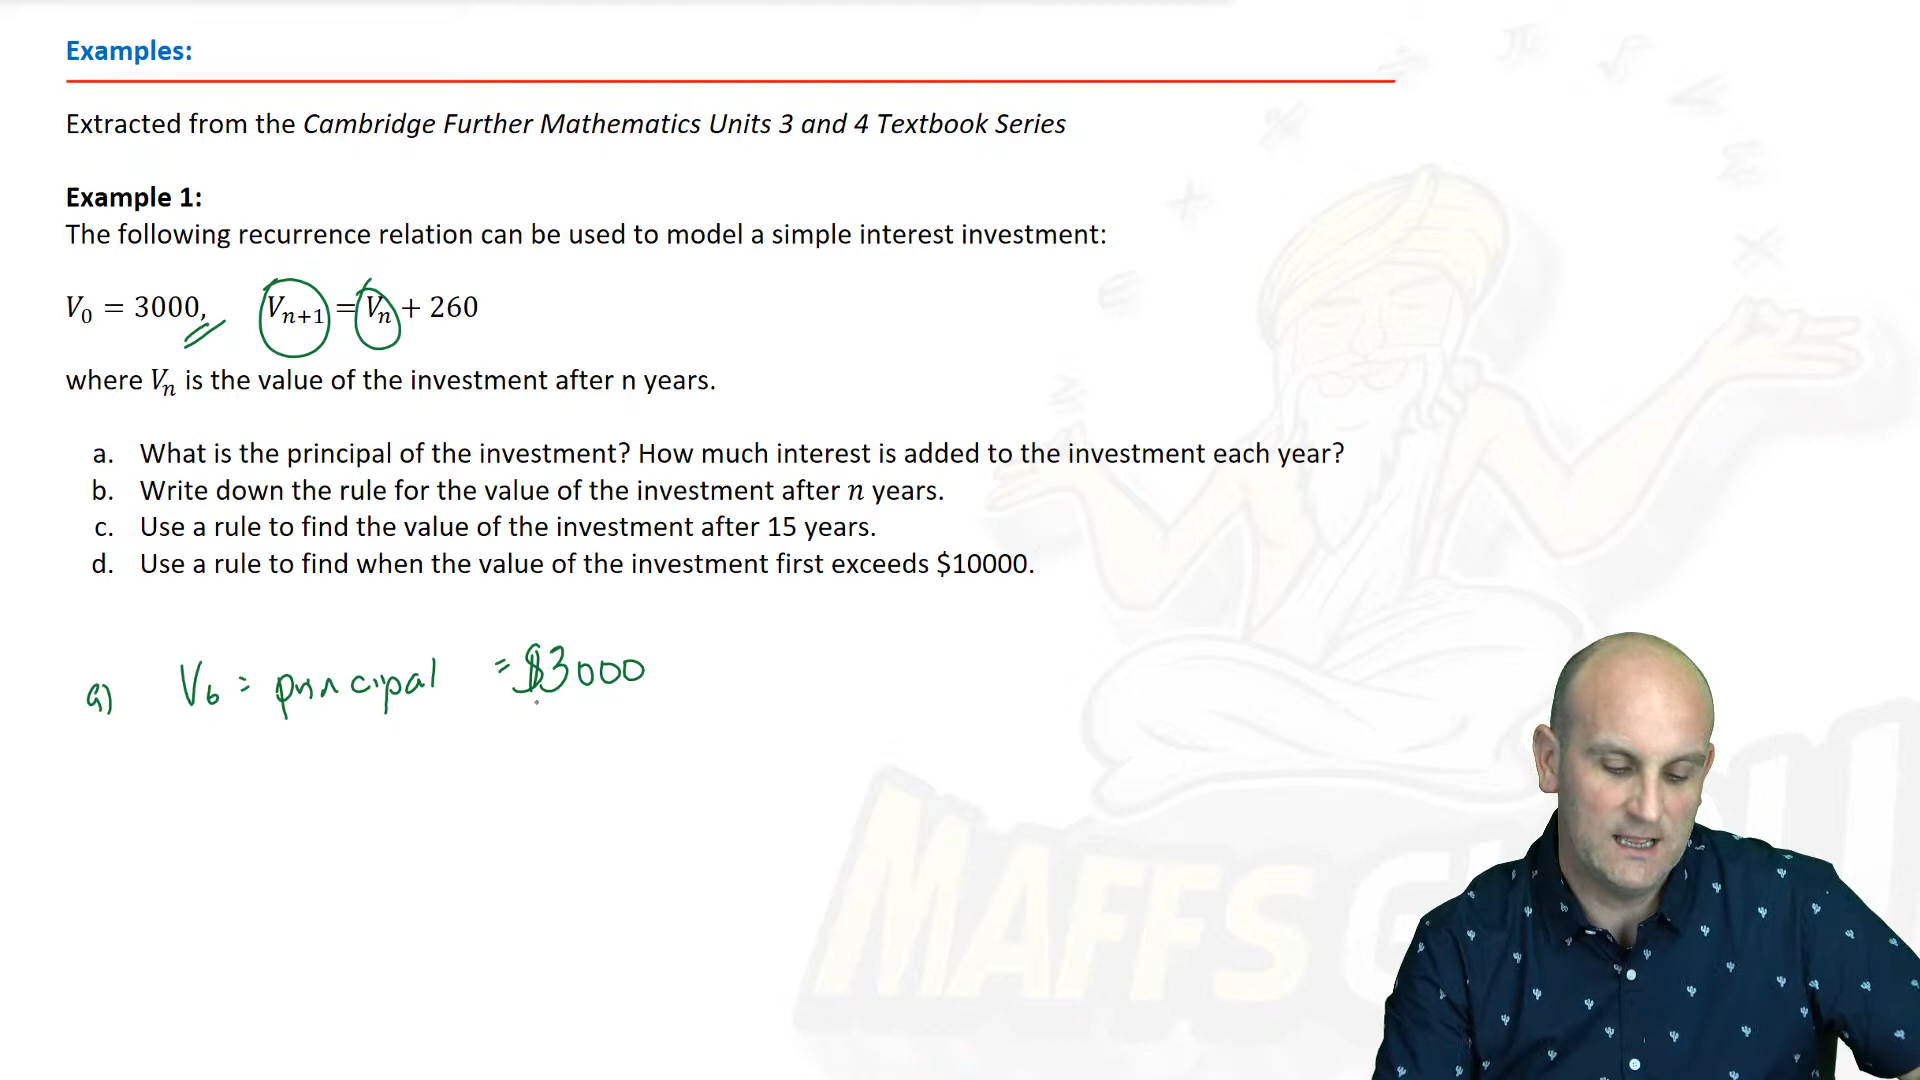 Examples:
Extracted from the Cambridge Further Mathematics Units 3 and 4 Textbook Series
Example 1:
The following recurrence relation can be used to model a simple interest investment:
V₀ = 3000, Vₙ₊₁ = Vₙ + 260
where Vₙ is the value of the investment after n years.
a. What is the principal of the investment? How much interest is added to the investment each year?
b. Write down the rule for the value of the investment after n years.
c. Use a rule to find the value of the investment after 15 years.
d. Use a rule to find when the value of the investment first exceeds $10000.
a) V₀ = principal = $3000
MAFFS